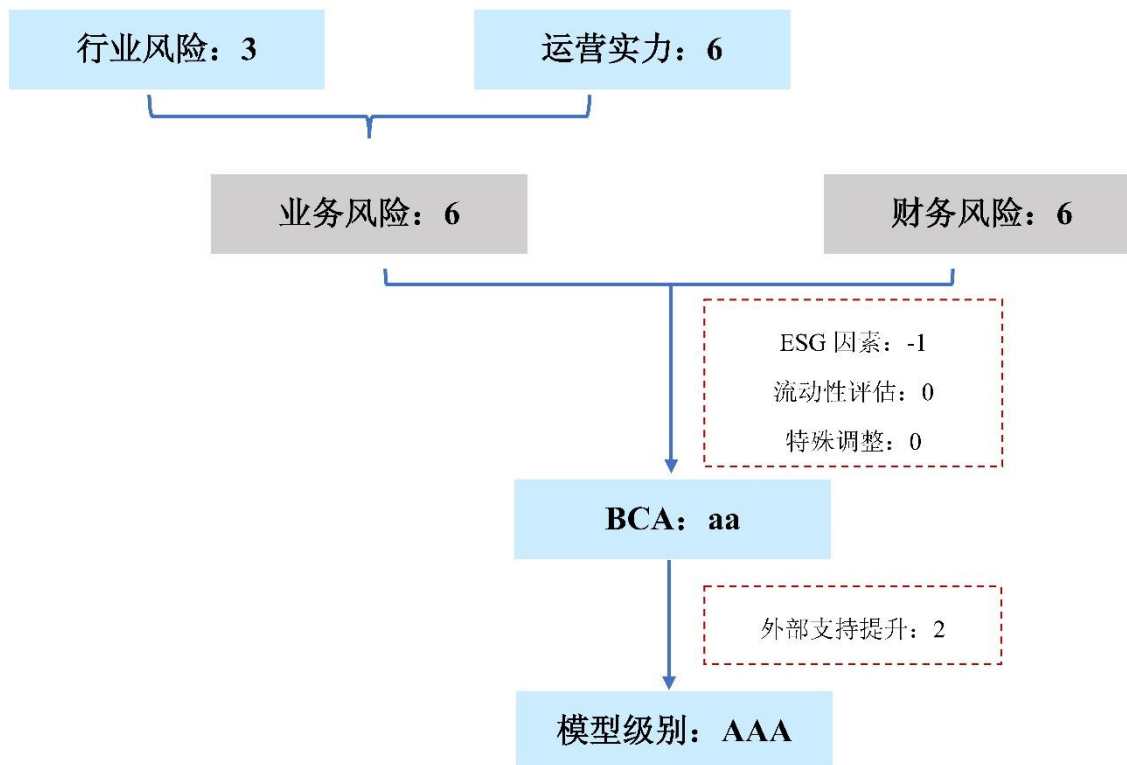 行业风险：3
运营实力：6
业务风险：6
财务风险：6
ESG 因素：-1
流动性评估：0
特殊调整：0
BCA：aa
外部支持提升：2
模型级别：AAA